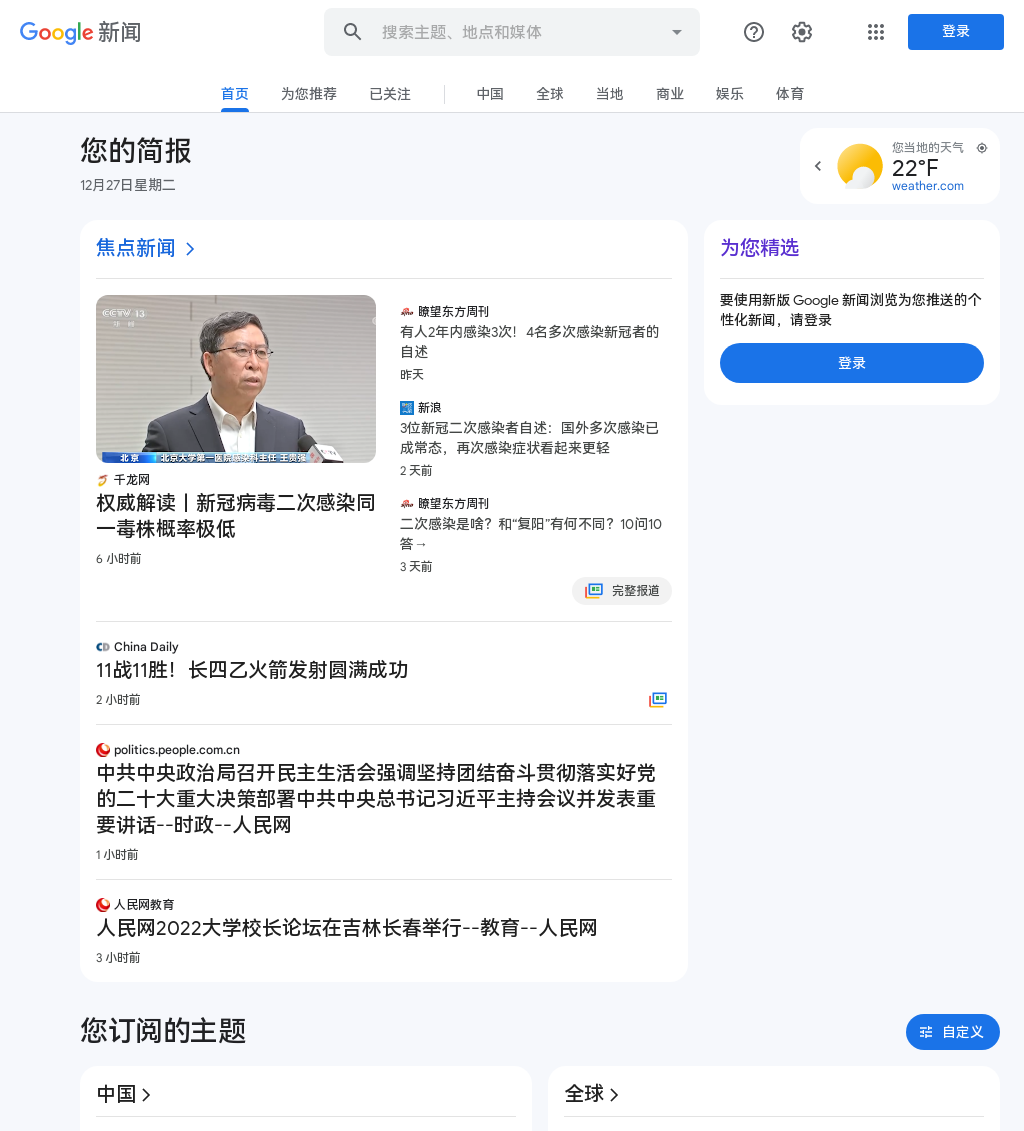 Google 新闻
搜索主题、地点和媒体
登录
首页
为您推荐
已关注
中国
全球
当地
商业
娱乐
体育
您的简报
12月27日星期二
您当地的天气
22°F
weather.com
焦点新闻
CCTV 13
新闻
北京 北京大学第一医院感染科主任 王贵强
千龙网
权威解读丨新冠病毒二次感染同
一毒株概率极低
6 小时前
瞭望东方周刊
有人2年内感染3次！4名多次感染新冠者的
自述
昨天
新浪
3位新冠二次感染者自述：国外多次感染已
成常态，再次感染症状看起来更轻
2 天前
瞭望东方周刊
二次感染是啥？和“复阳”有何不同？10问10
答→
3 天前
完整报道
China Daily
11战11胜！长四乙火箭发射圆满成功
2 小时前
politics.people.com.cn
中共中央政治局召开民主生活会强调坚持团结奋斗贯彻落实好党
的二十大重大决策部署中共中央总书记习近平主持会议并发表重
要讲话--时政--人民网
1 小时前
人民网教育
人民网2022大学校长论坛在吉林长春举行--教育--人民网
3 小时前
为您精选
要使用新版 Google 新闻浏览为您推送的个
性化新闻，请登录
登录
您订阅的主题
自定义
中国
全球